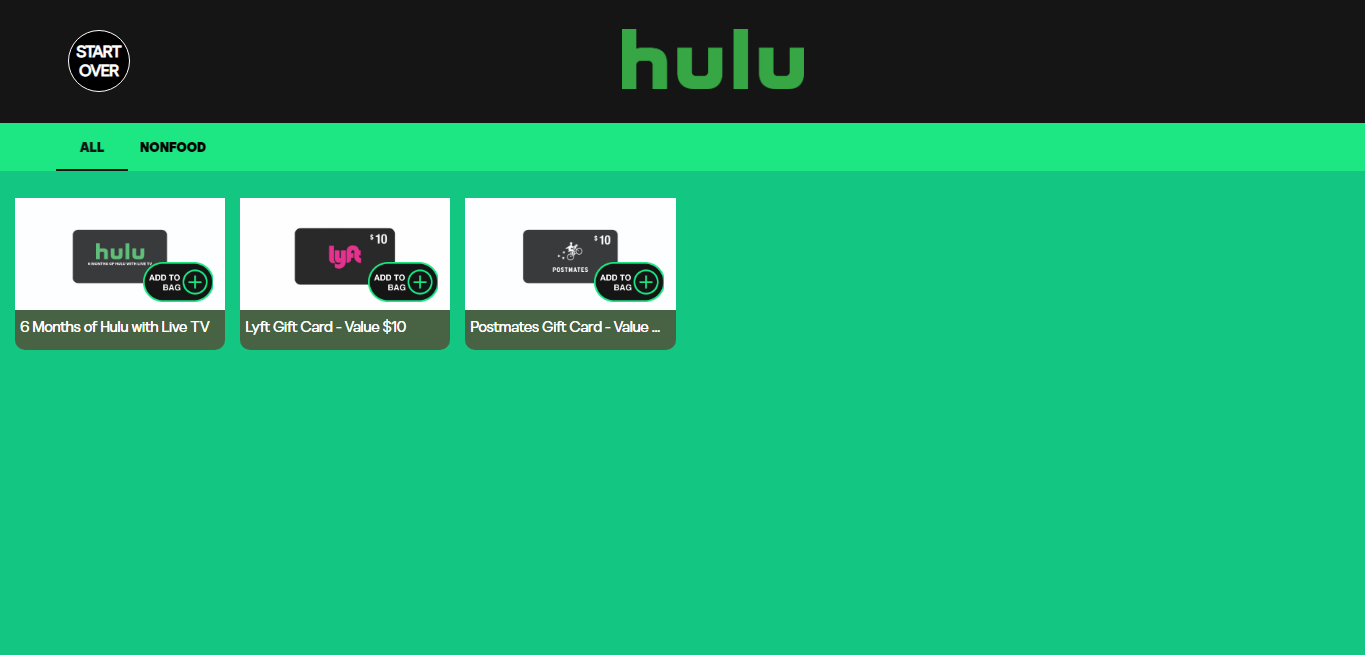 START
OVER
hulu
ALL
NONFOOD
hulu
6 MONTHS OF HULU WITH LIVE TV
ADD TO
BAG
6 Months of Hulu with Live TV
$10
lyft
ADD TO
BAG
Lyft Gift Card - Value $10
$10
POSTMATES
ADD TO
BAG
Postmates Gift Card - Value ...